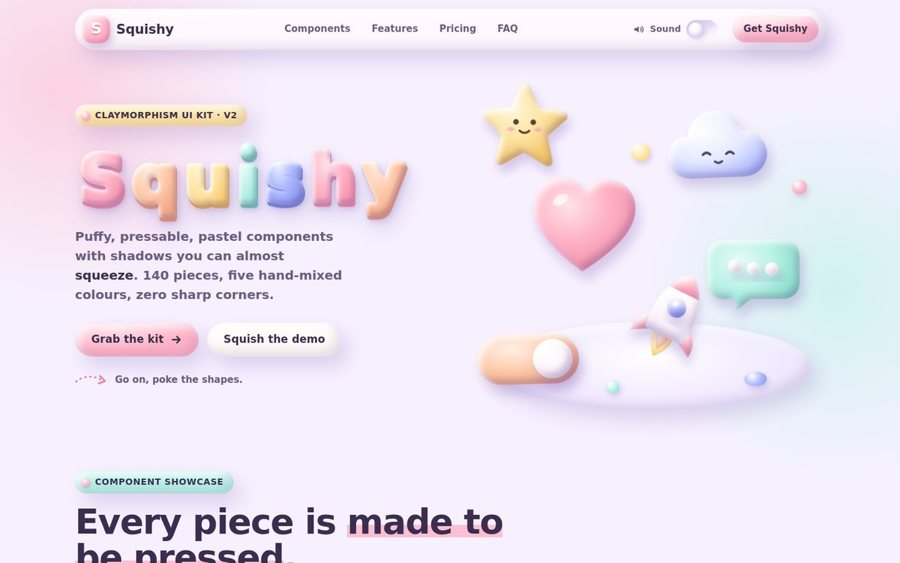 S Squishy
Components Features Pricing FAQ
Sound
Get Squishy
CLAYMORPHISM UI KIT · V2
Squishy
Puffy, pressable, pastel components
with shadows you can almost
squeeze. 140 pieces, five hand-mixed
colours, zero sharp corners.
Grab the kit →
Squish the demo
Go on, poke the shapes.
COMPONENT SHOWCASE
Every piece is made to
be pressed.